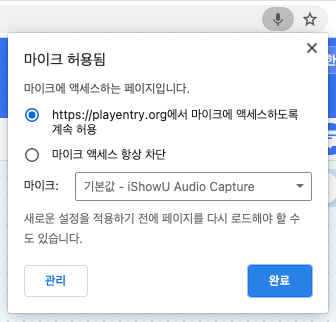 마이크 허용됨
마이크에 액세스하는 페이지입니다.
https://playentry.org에서 마이크에 액세스하도록
계속 허용
마이크 액세스 항상 차단
마이크: 기본값 - iShowU Audio Capture
새로운 설정을 적용하기 전에 페이지를 다시 로드해야 할 수
도 있습니다.
관리 완료